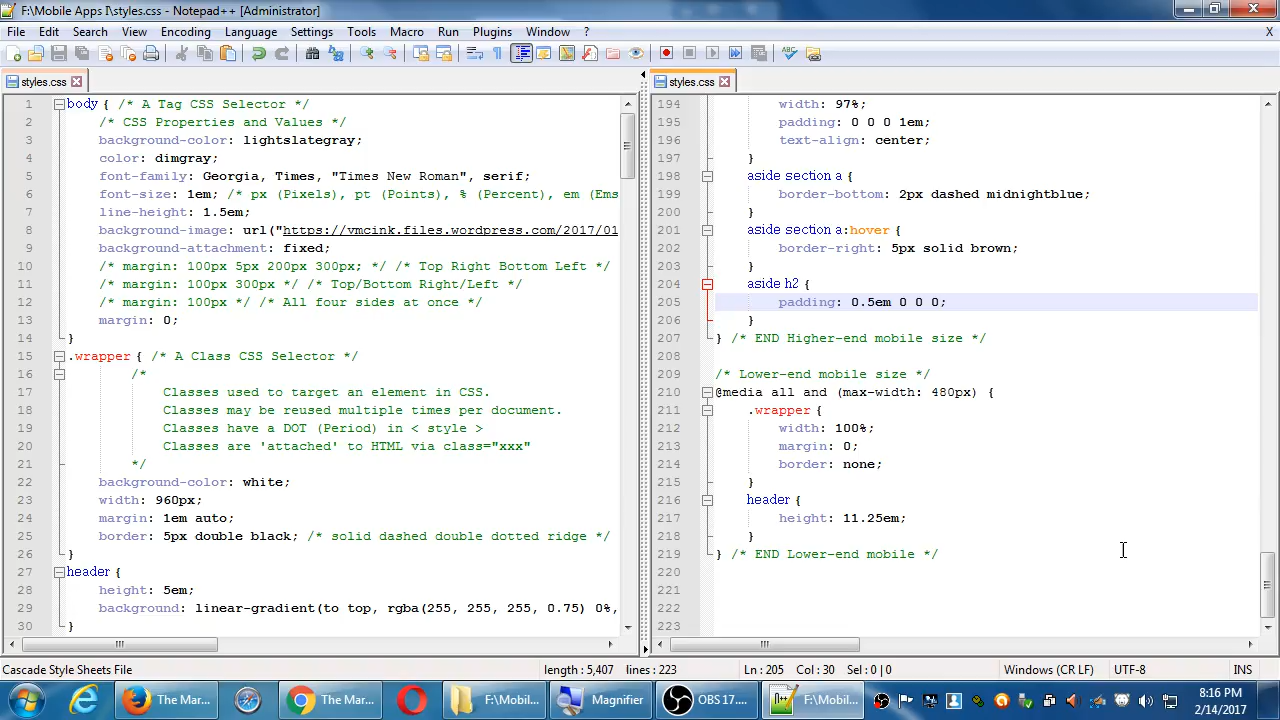 F:\Mobile Apps I\styles.css - Notepad++ [Administrator]
File Edit Search View Encoding Language Settings Tools Macro Run Plugins Window ? X
styles.css
1 body { /* A Tag CSS Selector */
2 /* CSS Properties and Values */
3 background-color: lightslategray;
4 color: dimgray;
5 font-family: Georgia, Times, "Times New Roman", serif;
6 font-size: 1em; /* px (Pixels), pt (Points), % (Percent), em (Ems
7 line-height: 1.5em;
8 background-image: url("https://vmcink.files.wordpress.com/2017/01
9 background-attachment: fixed;
10 /* margin: 100px 5px 200px 300px; */ /* Top Right Bottom Left */
11 /* margin: 100px 300px */ /* Top/Bottom Right/Left */
12 /* margin: 100px */ /* All four sides at once */
13 margin: 0;
14 }
15 .wrapper { /* A Class CSS Selector */
16 /*
17 Classes used to target an element in CSS.
18 Classes may be reused multiple times per document.
19 Classes have a DOT (Period) in < style >
20 Classes are 'attached' to HTML via class="xxx"
21 */
22 background-color: white;
23 width: 960px;
24 margin: 1em auto;
25 border: 5px double black; /* solid dashed double dotted ridge */
26 }
27 header {
28 height: 5em;
29 background: linear-gradient(to top, rgba(255, 255, 255, 0.75) 0%,
30 }
styles.css
194 width: 97%;
195 padding: 0 0 0 1em;
196 text-align: center;
197 }
198 aside section a {
199 border-bottom: 2px dashed midnightblue;
200 }
201 aside section a:hover {
202 border-right: 5px solid brown;
203 }
204 aside h2 {
205 padding: 0.5em 0 0 0;
206 }
207 } /* END Higher-end mobile size */
208
209 /* Lower-end mobile size */
210 @media all and (max-width: 480px) {
211 .wrapper {
212 width: 100%;
213 margin: 0;
214 border: none;
215 }
216 header {
217 height: 11.25em;
218 }
219 } /* END Lower-end mobile */
220
221
222
223
Cascade Style Sheets File length : 5,407 lines : 223 Ln : 205 Col : 30 Sel : 0 | 0 Windows (CR LF) UTF-8 INS
The Mar... The Mar... F:\Mobil... Magnifier OBS 17.... F:\Mobi... 8:16 PM
2/14/2017